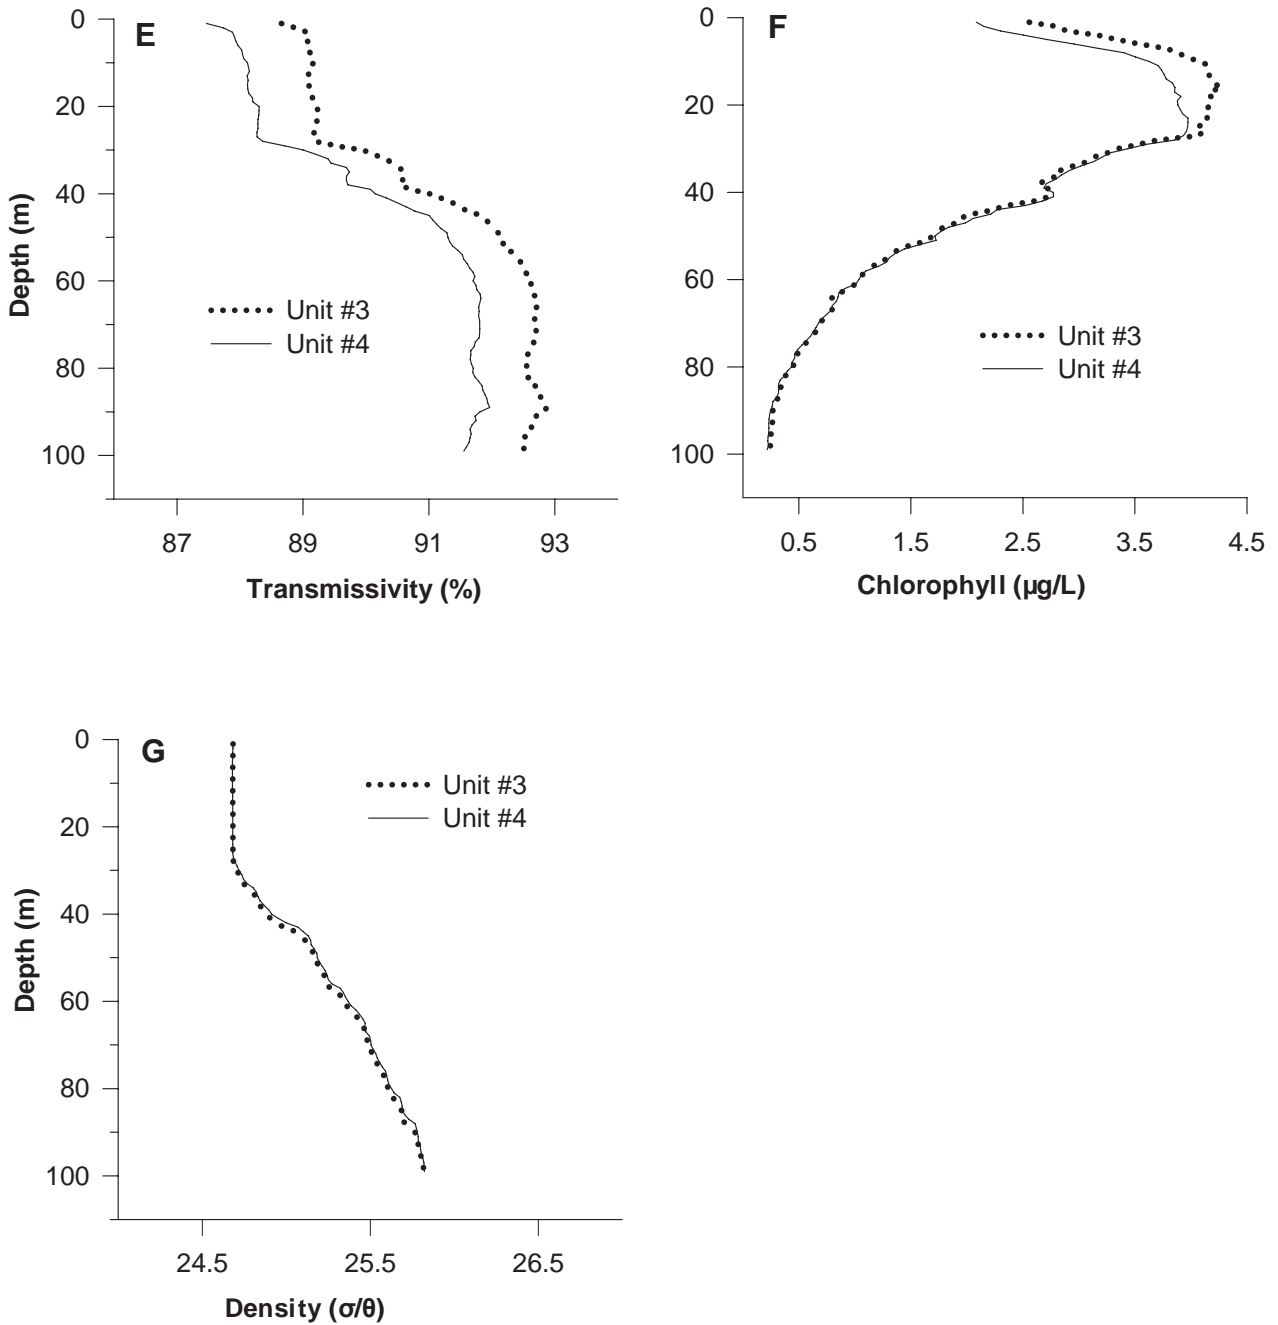 E
0
20
40
60
80
100
Depth (m)
Unit #3
Unit #4
87 89 91 93
Transmissivity (%)
F
0
20
40
60
80
100
Unit #3
Unit #4
0.5 1.5 2.5 3.5 4.5
Chlorophyll (µg/L)
G
0
20
40
60
80
100
Depth (m)
Unit #3
Unit #4
24.5 25.5 26.5
Density (σ/θ)